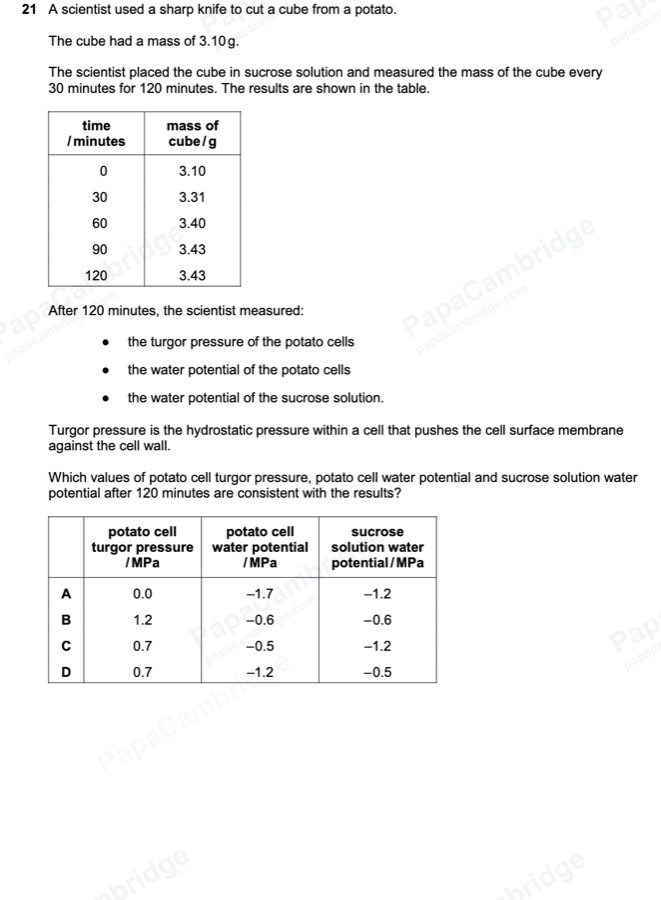 21 A scientist used a sharp knife to cut a cube from a potato.
The cube had a mass of 3.10 g.
The scientist placed the cube in sucrose solution and measured the mass of the cube every
30 minutes for 120 minutes. The results are shown in the table.
time /minutes mass of cube/g
0 3.10
30 3.31
60 3.40
90 3.43
120 3.43
After 120 minutes, the scientist measured:
• the turgor pressure of the potato cells
• the water potential of the potato cells
• the water potential of the sucrose solution.
Turgor pressure is the hydrostatic pressure within a cell that pushes the cell surface membrane
against the cell wall.
Which values of potato cell turgor pressure, potato cell water potential and sucrose solution water
potential after 120 minutes are consistent with the results?
potato cell turgor pressure /MPa potato cell water potential /MPa sucrose solution water potential/MPa
A 0.0 –1.7 –1.2
B 1.2 –0.6 –0.6
C 0.7 –0.5 –1.2
D 0.7 –1.2 –0.5
PapaCambridge
papacambridge.com